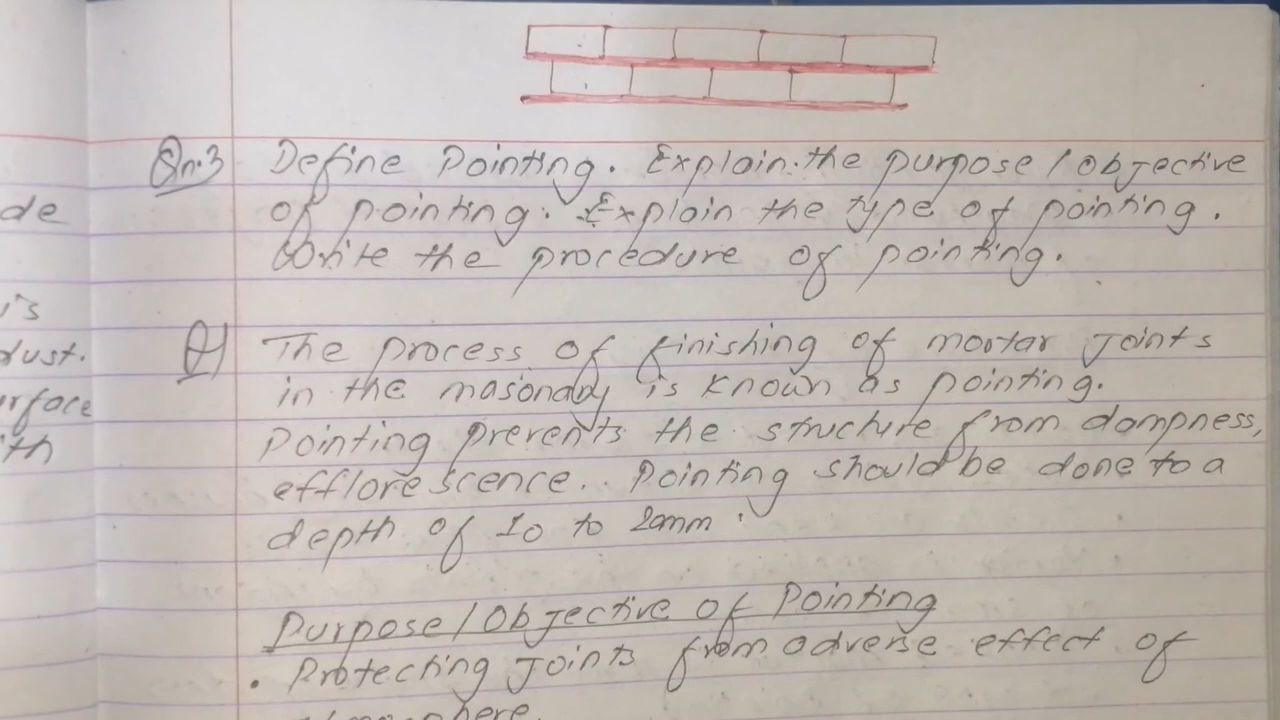 Qn.3 Define Pointing. Explain the purpose / objective
of pointing. Explain the type of pointing.
Write the procedure of pointing.
The process of finishing of mortar joints
in the masonary is known as pointing.
Pointing prevents the structure from dampness,
efflorescence. Pointing should be done to a
depth of 10 to 20mm.
Purpose / Objective of Pointing
• Protecting joints from adverse effect of
de
is
dust.
urface
ith